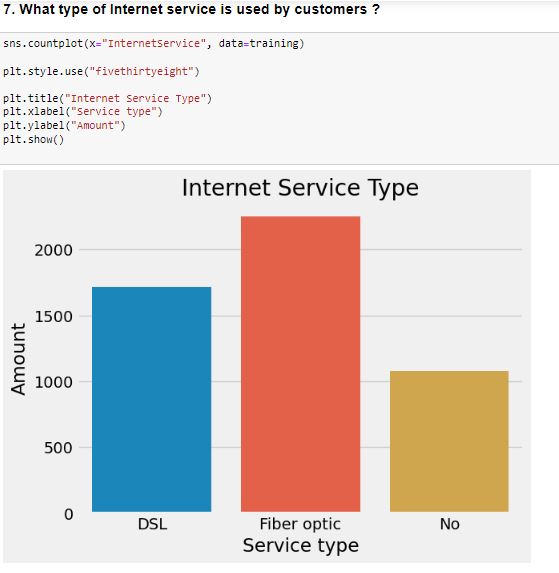 7. What type of Internet service is used by customers ?
sns.countplot(x="InternetService", data=training)
plt.style.use("fivethirtyeight")
plt.title("Internet Service Type")
plt.xlabel("Service type")
plt.ylabel("Amount")
plt.show()
Internet Service Type
Amount
2000
1500
1000
500
0
DSL Fiber optic No
Service type